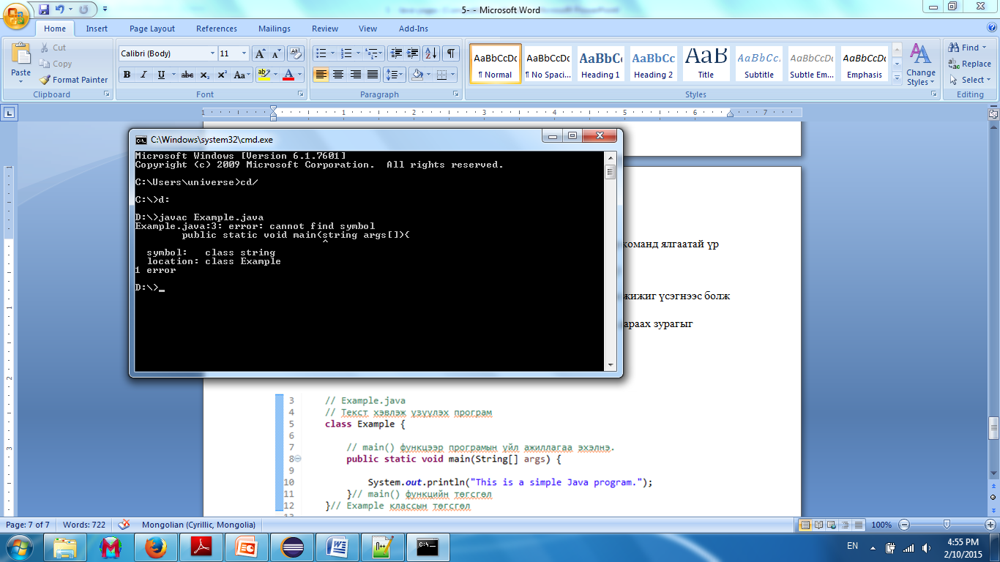 5- - Microsoft Word
Home Insert Page Layout References Mailings Review View Add-Ins
Paste
Cut
Copy
Format Painter
Clipboard
Calibri (Body) 11
Font
Paragraph
AaBbCcDc AaBbCcDc AaBbCc AaBbCc AaB AaBbCc. AaBbCcDc AaBbCcDc
¶ Normal ¶ No Spaci... Heading 1 Heading 2 Title Subtitle Subtle Em... Emphasis
Styles
Change Styles
Find
Replace
Select
Editing
C:\Windows\system32\cmd.exe
Microsoft Windows [Version 6.1.7601]
Copyright (c) 2009 Microsoft Corporation.  All rights reserved.
C:\Users\universe>cd/
C:\>d:
D:\>javac Example.java
Example.java:3: error: cannot find symbol
        public static void main(string args[]){
                                ^
  symbol:   class string
  location: class Example
1 error
D:\>_
команд ялгаатай үр
жижиг үсэгнээс болж
араах зурагыг
3 // Example.java
4 // Текст хэвлэж үзүүлэх програм
5 class Example {
6
7 // main() функцээр програмын үйл ажиллагаа эхэлнэ.
8 public static void main(String[] args) {
9
10 System.out.println("This is a simple Java program.");
11 }// main() функцийн төгсгөл
12 }// Example классын төгсгөл
Page: 7 of 7 Words: 722 Mongolian (Cyrillic, Mongolia) 100%
EN 4:55 PM
2/10/2015